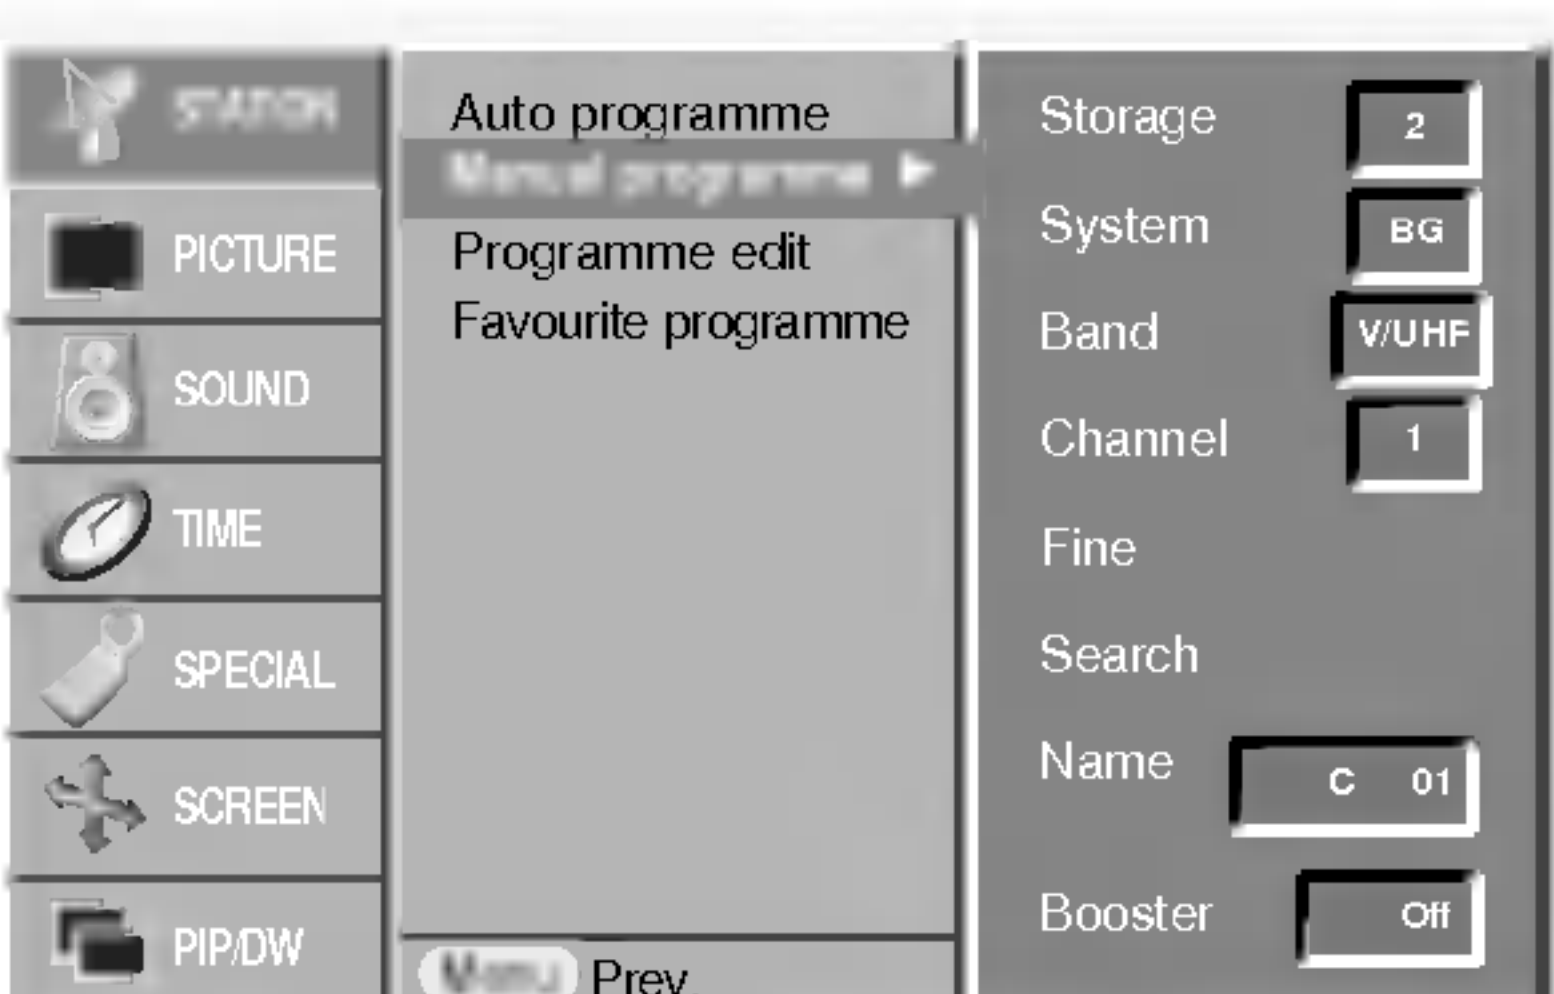 STATION
PICTURE
SOUND
TIME
SPECIAL
SCREEN
PIP/DW
Auto programme
Manual programme
Programme edit
Favourite programme
Menu Prev
Storage 2
System BG
Band V/UHF
Channel 1
Fine
Search
Name C 01
Booster Off